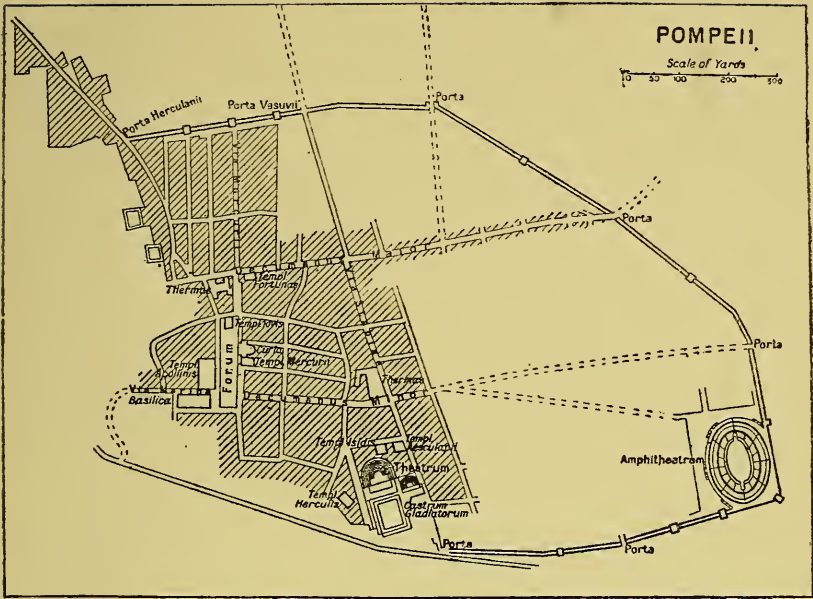 POMPEII
Scale of Yards
50 100 200 300
Porta Herculanii
Porta Vasuvii
Porta
Porta
Thermae
Templ
Fortunae
Templ Jovis
Forum
Curia
Templ Mercurii
Porta
Templ
Apollinis
Thermae
Basilica
Templ Isidis
Templ
Aesculapii
Theatrum
Amphitheatrum
Templ
Herculis
Castrum
Gladiatorum
Porta
Porta